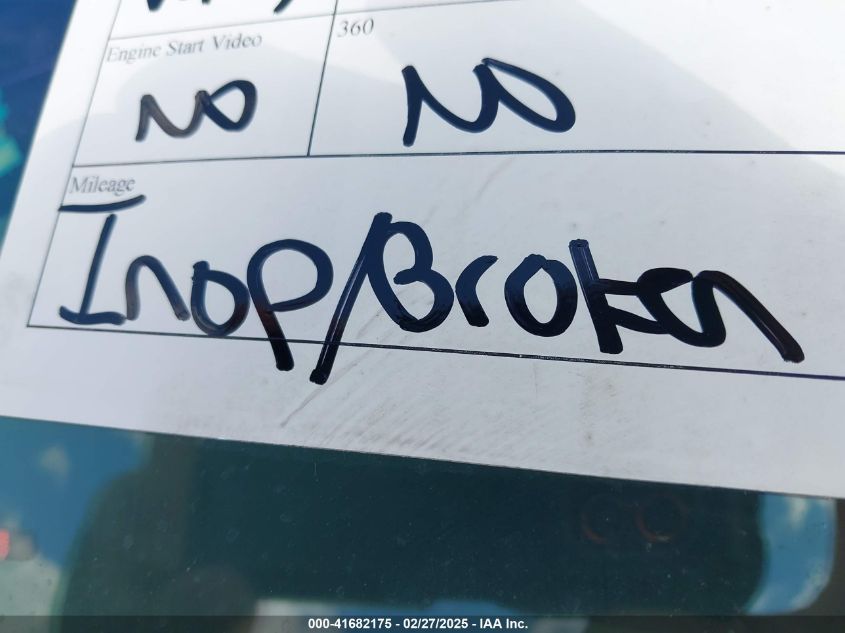 Engine Start Video
360
NO
NO
Mileage
Inop/Broken
000-41682175 - 02/27/2025 - IAA Inc.